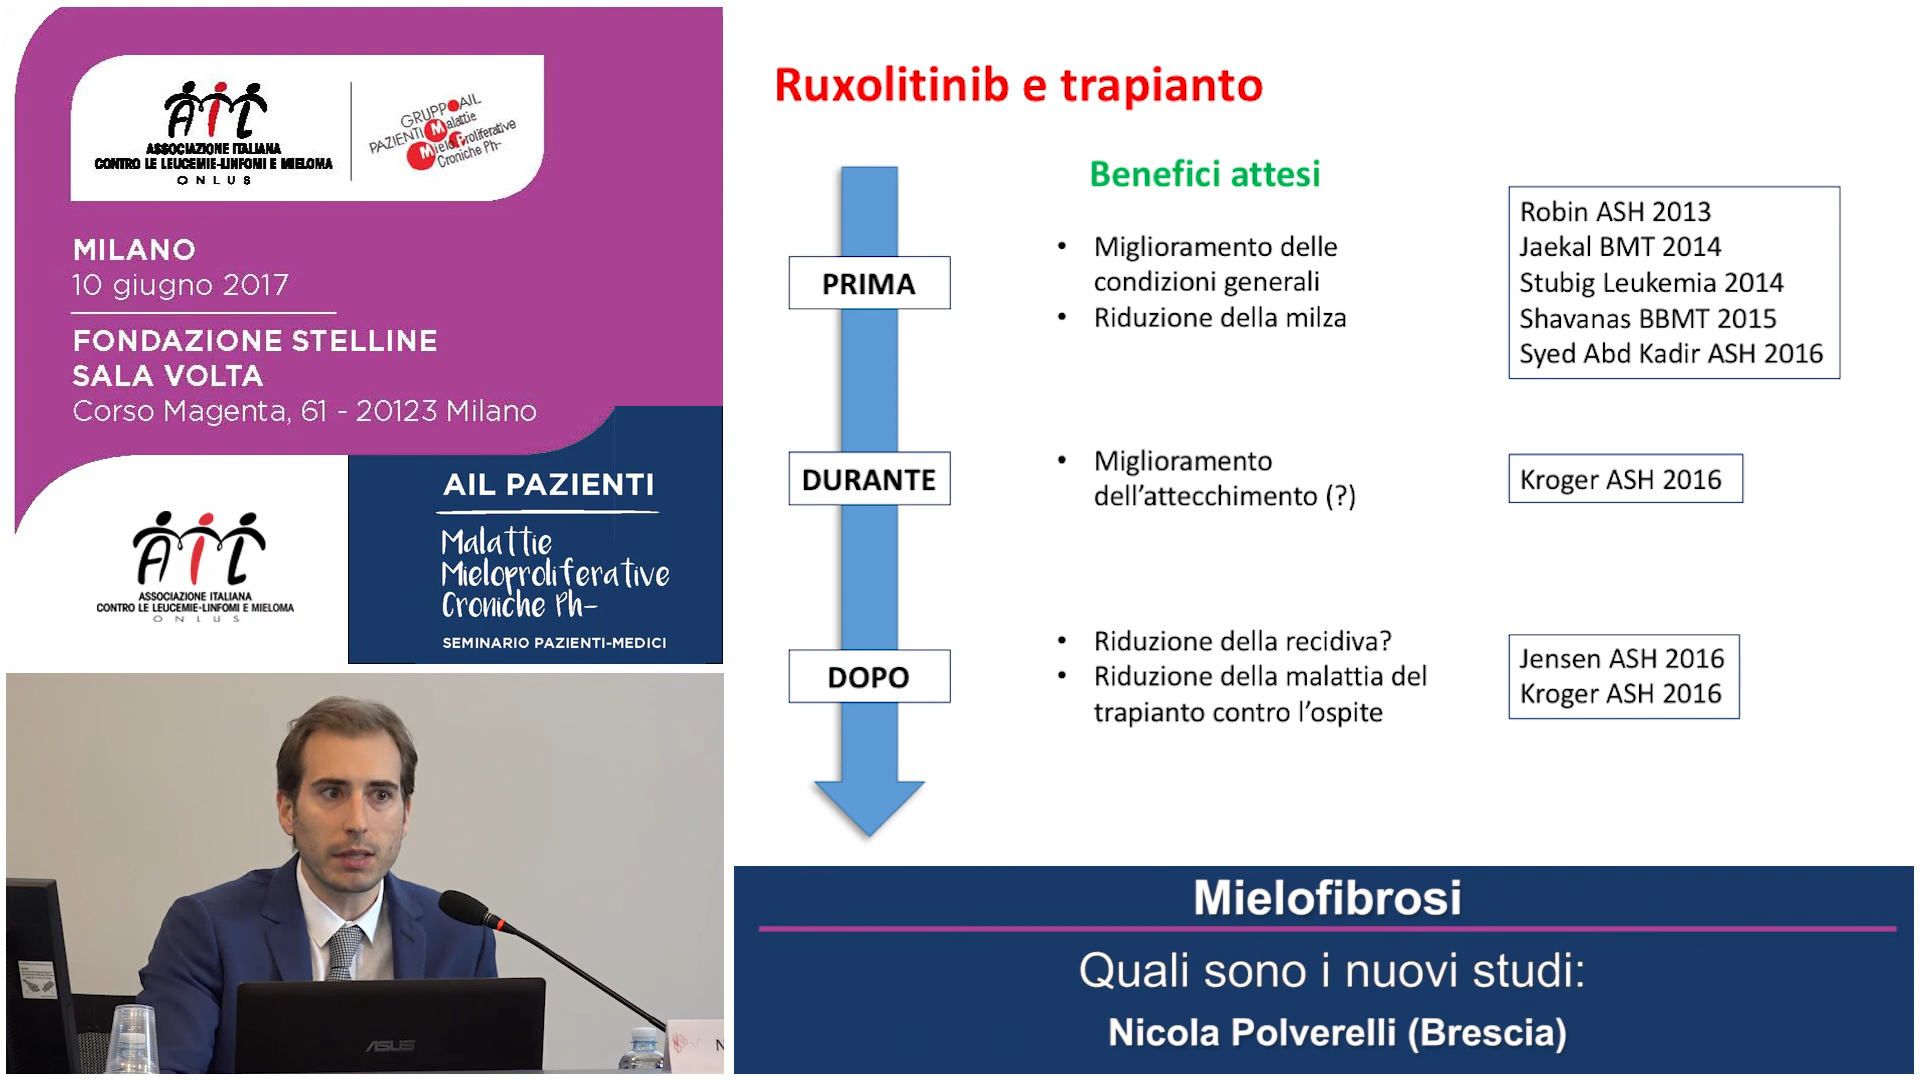 AIL
ASSOCIAZIONE ITALIANA
CONTRO LE LEUCEMIE-LINFOMI E MIELOMA
ONLUS
GRUPPO AIL
PAZIENTI Malattie
MieloProliferative
Croniche Ph-
MILANO
10 giugno 2017
FONDAZIONE STELLINE
SALA VOLTA
Corso Magenta, 61 - 20123 Milano
AIL
ASSOCIAZIONE ITALIANA
CONTRO LE LEUCEMIE-LINFOMI E MIELOMA
ONLUS
AIL PAZIENTI
Malattie
Mieloproliferative
Croniche Ph-
SEMINARIO PAZIENTI-MEDICI
ASUS
N
Ruxolitinib e trapianto
Benefici attesi
PRIMA
• Miglioramento delle
condizioni generali
• Riduzione della milza
Robin ASH 2013
Jaekal BMT 2014
Stubig Leukemia 2014
Shavanas BBMT 2015
Syed Abd Kadir ASH 2016
DURANTE
• Miglioramento
dell'attecchimento (?)
Kroger ASH 2016
DOPO
• Riduzione della recidiva?
• Riduzione della malattia del
trapianto contro l'ospite
Jensen ASH 2016
Kroger ASH 2016
Mielofibrosi
Quali sono i nuovi studi:
Nicola Polverelli (Brescia)